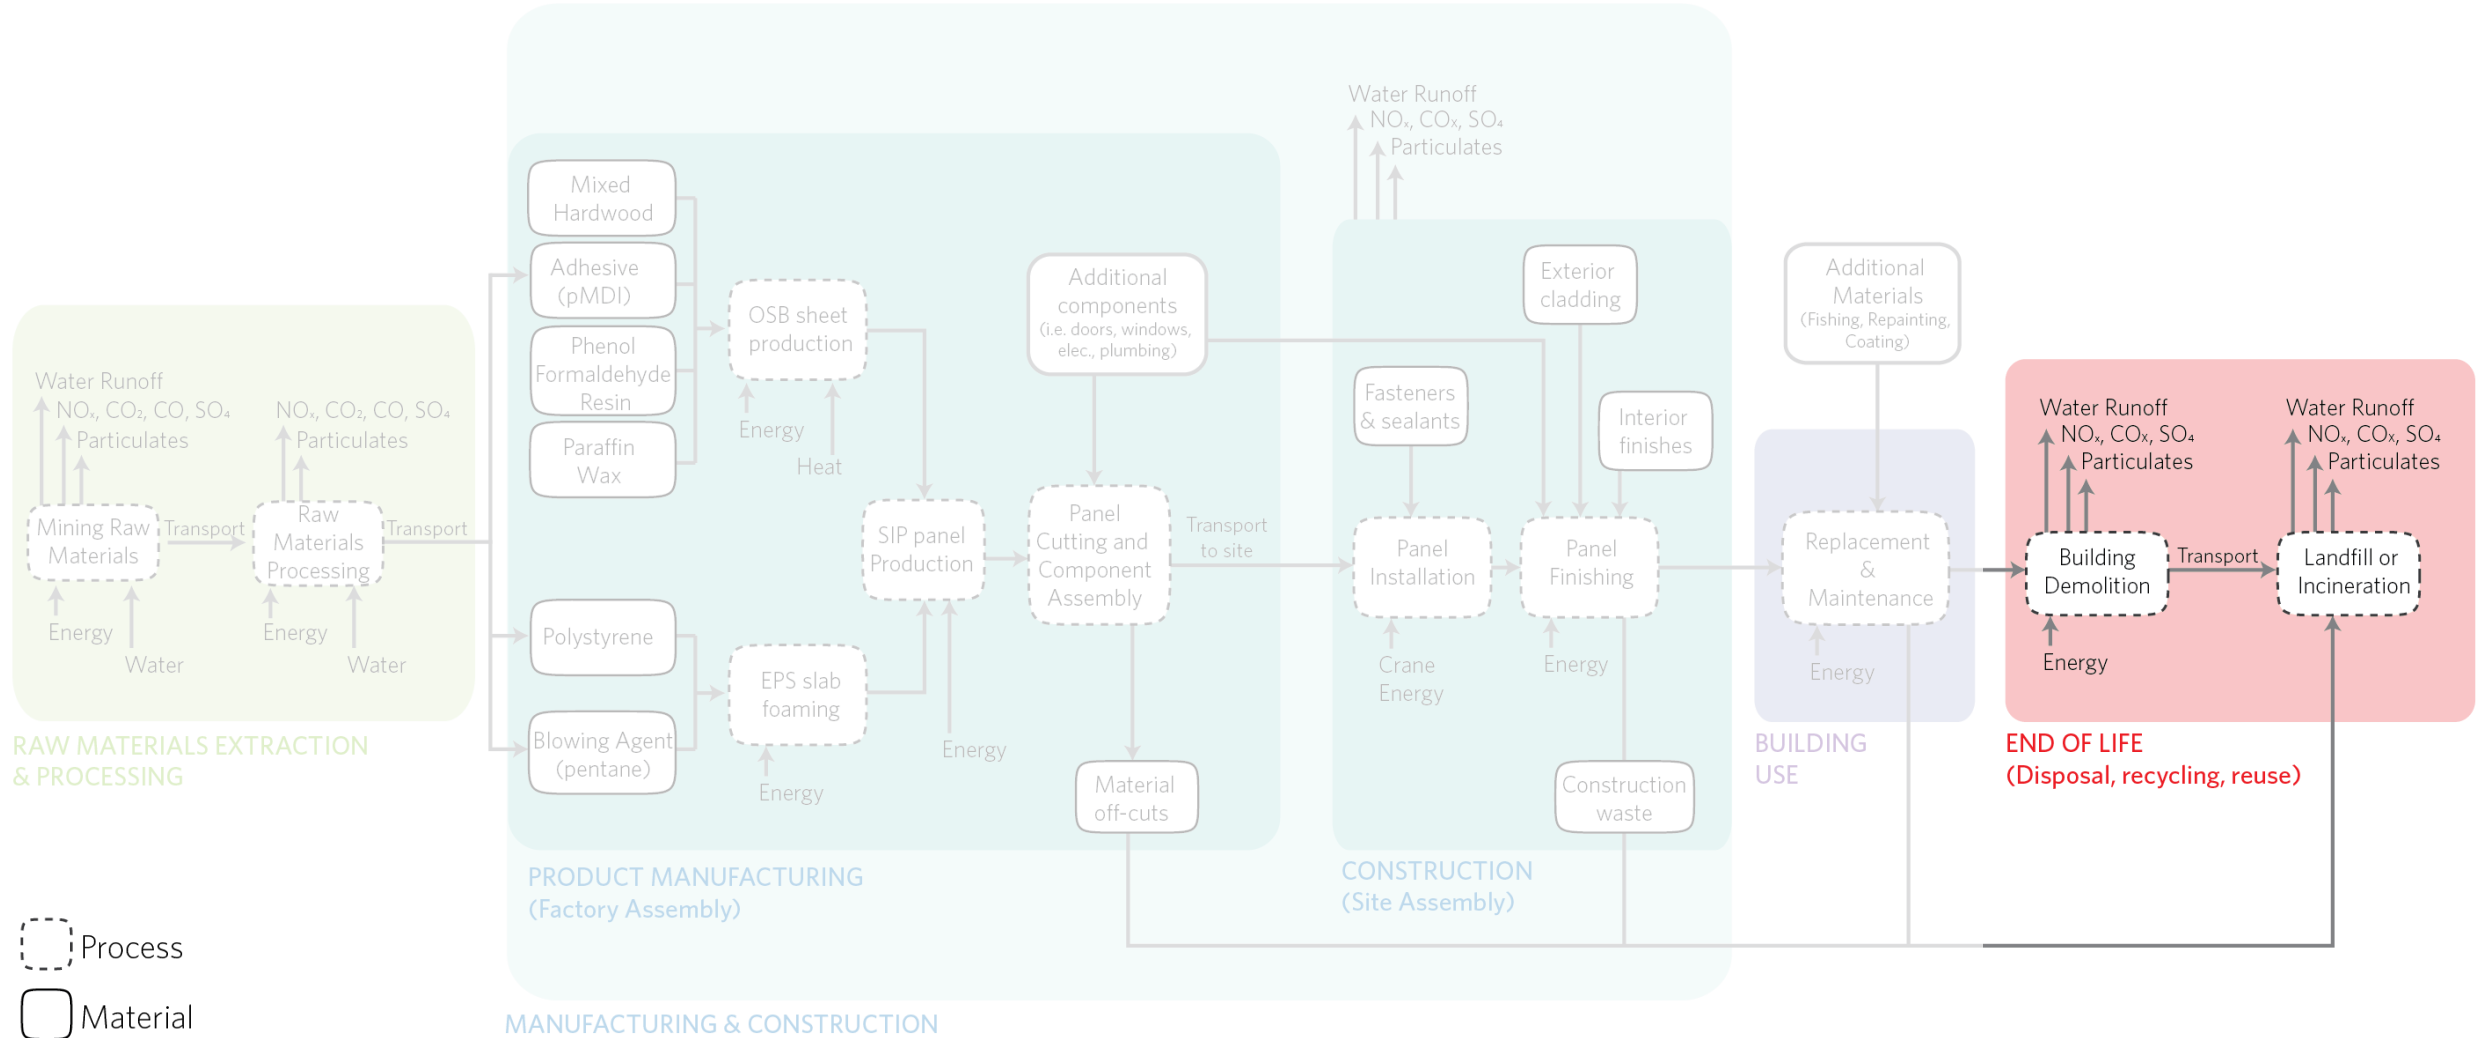 Water Runoff
NOₓ, CO₂, CO, SO₄
Particulates
NOₓ, CO₂, CO, SO₄
Particulates
Mining Raw
Materials
Transport
Raw
Materials
Processing
Transport
Energy
Water
Energy
Water
RAW MATERIALS EXTRACTION
& PROCESSING
Mixed
Hardwood
Adhesive
(pMDI)
Phenol
Formaldehyde
Resin
Paraffin
Wax
OSB sheet
production
Energy
Heat
Polystyrene
Blowing Agent
(pentane)
EPS slab
foaming
Energy
SIP panel
Production
Energy
Additional
components
(i.e. doors, windows,
elec., plumbing)
Panel
Cutting and
Component
Assembly
Material
off-cuts
Transport
to site
PRODUCT MANUFACTURING
(Factory Assembly)
Water Runoff
NOₓ, COₓ, SO₄
Particulates
Exterior
cladding
Fasteners
& sealants
Interior
finishes
Panel
Installation
Panel
Finishing
Crane
Energy
Energy
Construction
waste
CONSTRUCTION
(Site Assembly)
MANUFACTURING & CONSTRUCTION
Additional
Materials
(Fishing, Repainting,
Coating)
Replacement
&
Maintenance
Energy
BUILDING
USE
Water Runoff
NOₓ, COₓ, SO₄
Particulates
Water Runoff
NOₓ, COₓ, SO₄
Particulates
Building
Demolition
Transport
Landfill or
Incineration
Energy
END OF LIFE
(Disposal, recycling, reuse)
Process
Material